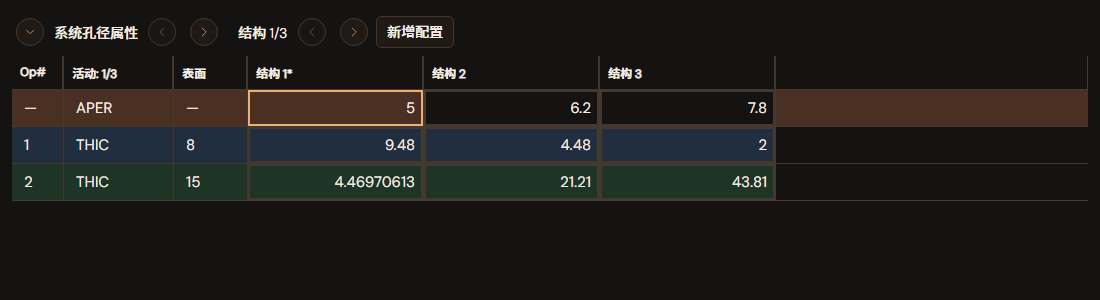 系统孔径属性 结构 1/3 新增配置
Op# 活动: 1/3 表面 结构 1* 结构 2 结构 3
— APER — 5 6.2 7.8
1 THIC 8 9.48 4.48 2
2 THIC 15 4.46970613 21.21 43.81